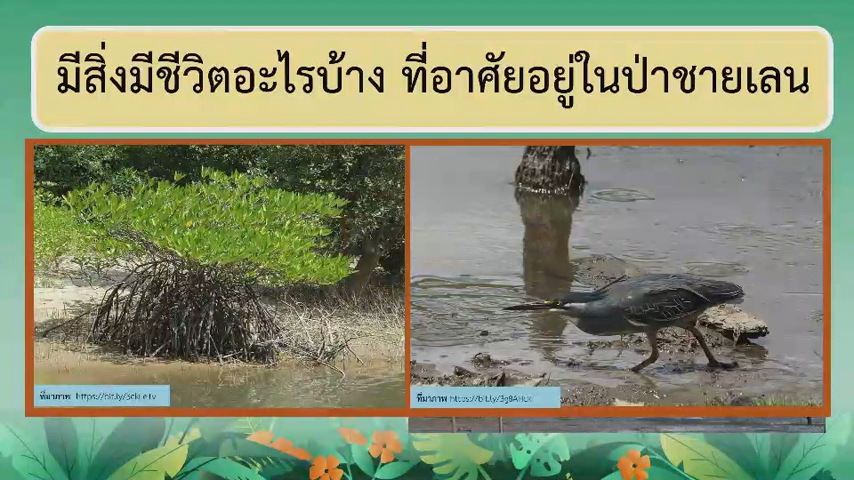 มีสิ่งมีชีวิตอะไรบ้าง ที่อาศัยอยู่ในป่าชายเลน
ที่มาภาพ
ที่มาภาพ